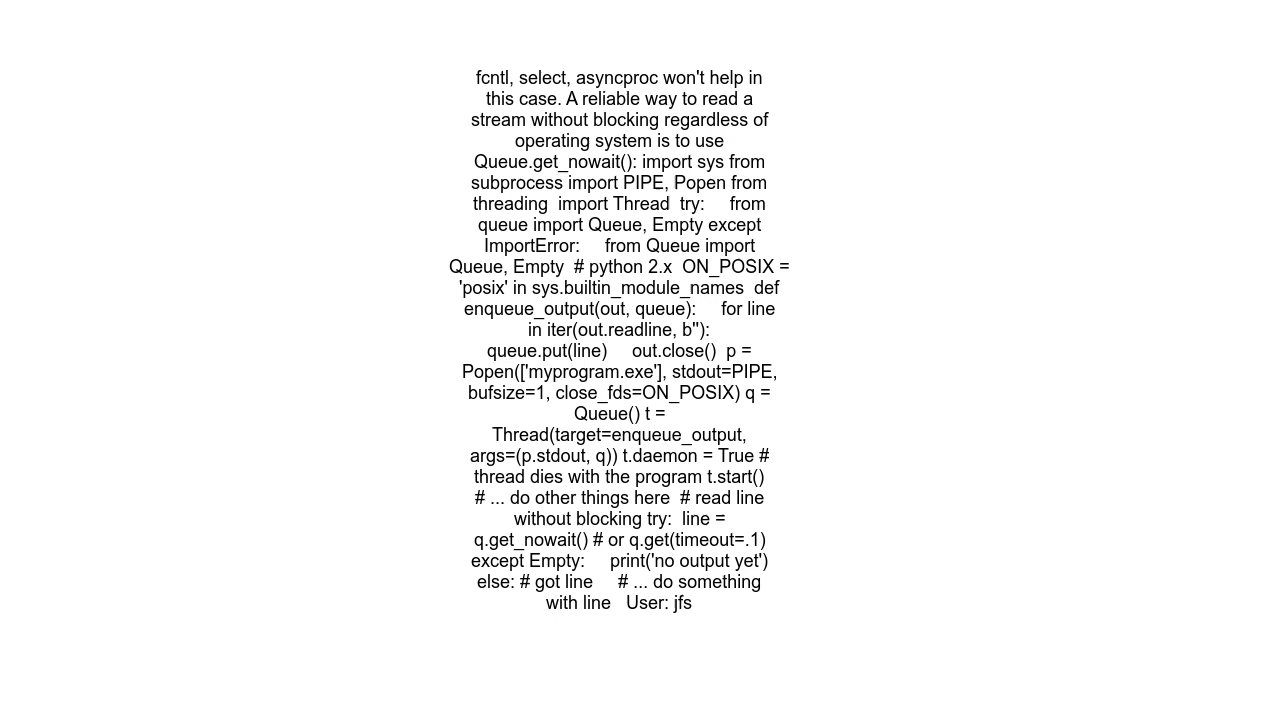 fcntl, select, asyncproc won't help in
this case. A reliable way to read a
stream without blocking regardless of
operating system is to use
Queue.get_nowait(): import sys from
subprocess import PIPE, Popen from
threading  import Thread  try:     from
queue import Queue, Empty except
ImportError:     from Queue import
Queue, Empty  # python 2.x  ON_POSIX =
'posix' in sys.builtin_module_names  def
enqueue_output(out, queue):     for line
in iter(out.readline, b''):
queue.put(line)     out.close()  p =
Popen(['myprogram.exe'], stdout=PIPE,
bufsize=1, close_fds=ON_POSIX) q =
Queue() t =
Thread(target=enqueue_output,
args=(p.stdout, q)) t.daemon = True #
thread dies with the program t.start()
# ... do other things here  # read line
without blocking try:  line =
q.get_nowait() # or q.get(timeout=.1)
except Empty:     print('no output yet')
else: # got line     # ... do something
with line   User: jfs